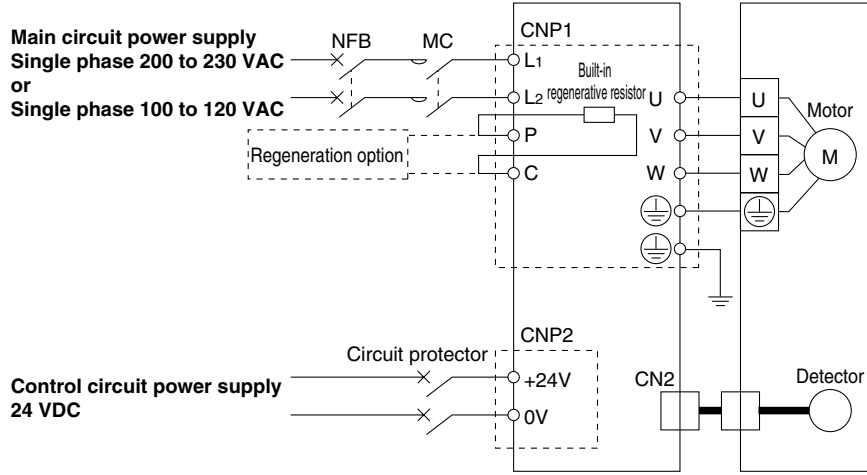 Main circuit power supply
Single phase 200 to 230 VAC
or
Single phase 100 to 120 VAC
NFB
MC
CNP1
L1
L2
P
C
Built-in
regenerative resistor
Regeneration option
U
V
W
U
V
W
Motor
M
CNP2
Circuit protector
+24V
0V
Control circuit power supply
24 VDC
CN2
Detector